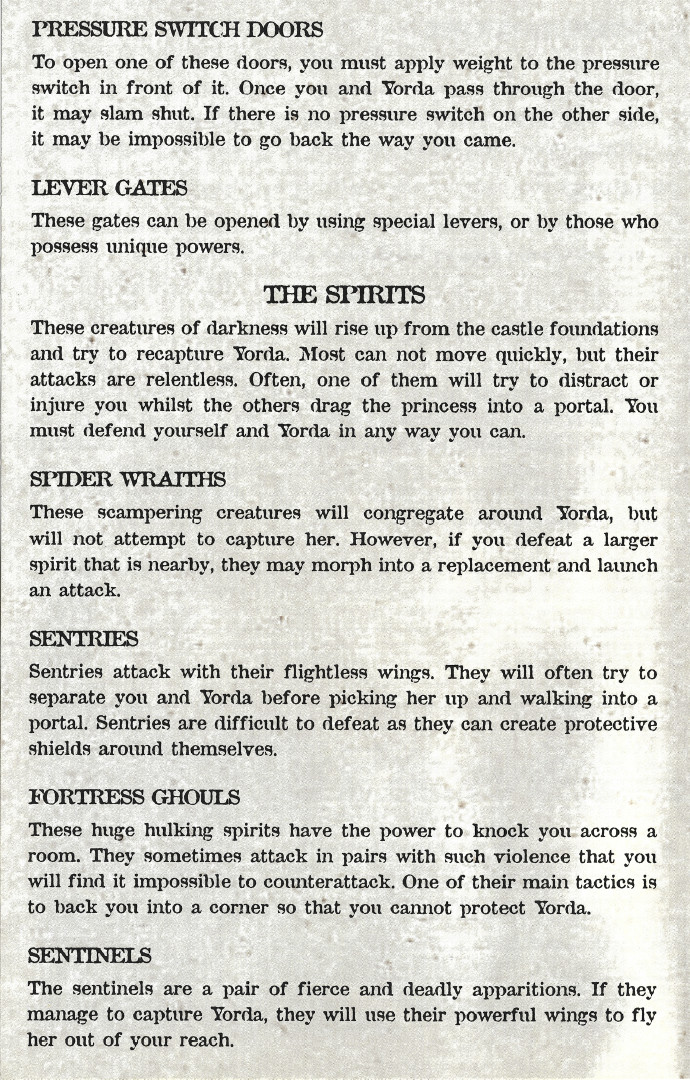 PRESSURE SWITCH DOORS
To open one of these doors, you must apply weight to the pressure
switch in front of it. Once you and Yorda pass through the door,
it may slam shut. If there is no pressure switch on the other side,
it may be impossible to go back the way you came.
LEVER GATES
These gates can be opened by using special levers, or by those who
possess unique powers.
THE SPIRITS
These creatures of darkness will rise up from the castle foundations
and try to recapture Yorda. Most can not move quickly, but their
attacks are relentless. Often, one of them will try to distract or
injure you whilst the others drag the princess into a portal. You
must defend yourself and Yorda in any way you can.
SPIDER WRAITHS
These scampering creatures will congregate around Yorda, but
will not attempt to capture her. However, if you defeat a larger
spirit that is nearby, they may morph into a replacement and launch
an attack.
SENTRIES
Sentries attack with their flightless wings. They will often try to
separate you and Yorda before picking her up and walking into a
portal. Sentries are difficult to defeat as they can create protective
shields around themselves.
FORTRESS GHOULS
These huge hulking spirits have the power to knock you across a
room. They sometimes attack in pairs with such violence that you
will find it impossible to counterattack. One of their main tactics is
to back you into a corner so that you cannot protect Yorda.
SENTINELS
The sentinels are a pair of fierce and deadly apparitions. If they
manage to capture Yorda, they will use their powerful wings to fly
her out of your reach.